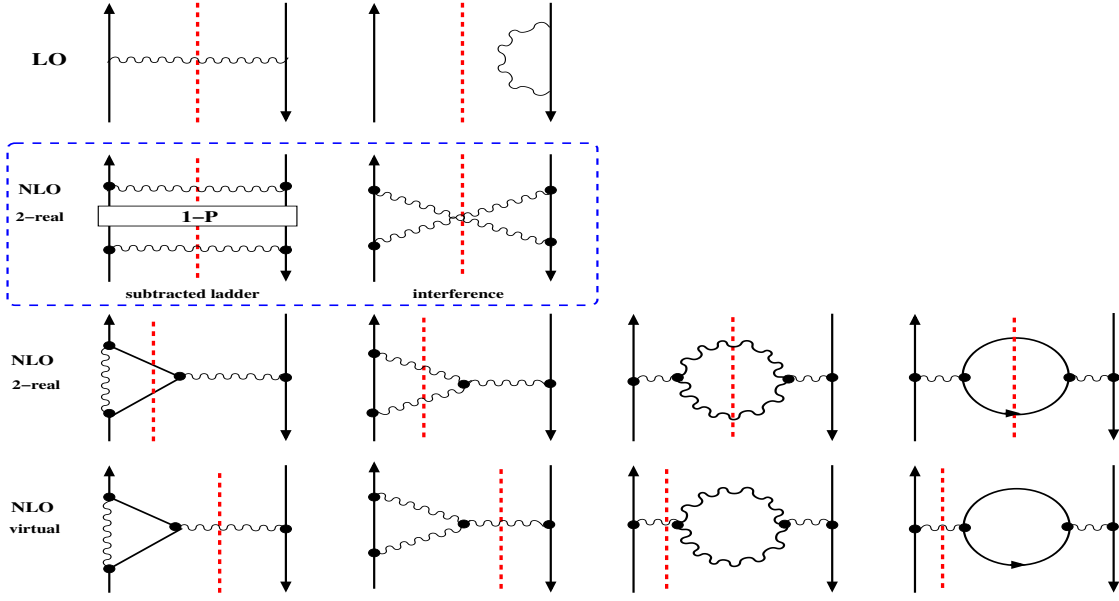 LO
NLO
2−real
1−P
subtracted ladder
interference
NLO
2−real
NLO
virtual